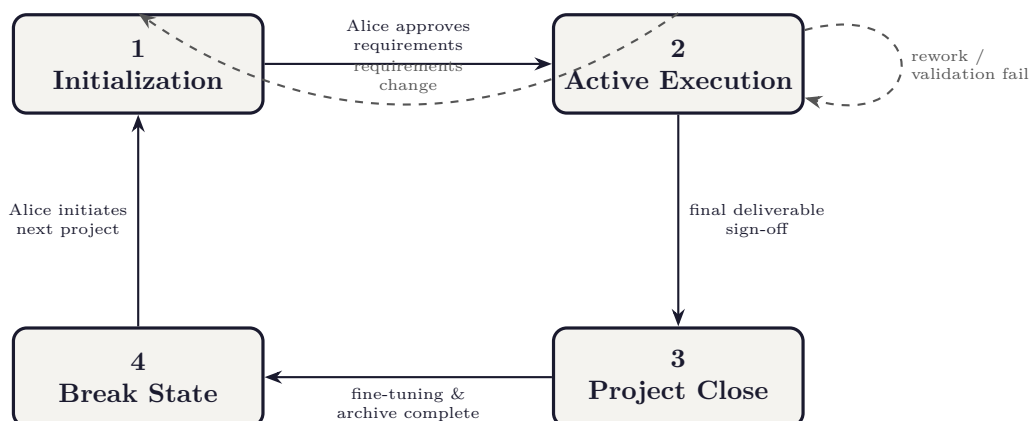 1
Initialization
Alice approves
requirements
requirements
change
2
Active Execution
rework /
validation fail
Alice initiates
next project
final deliverable
sign-off
4
Break State
fine-tuning &
archive complete
3
Project Close